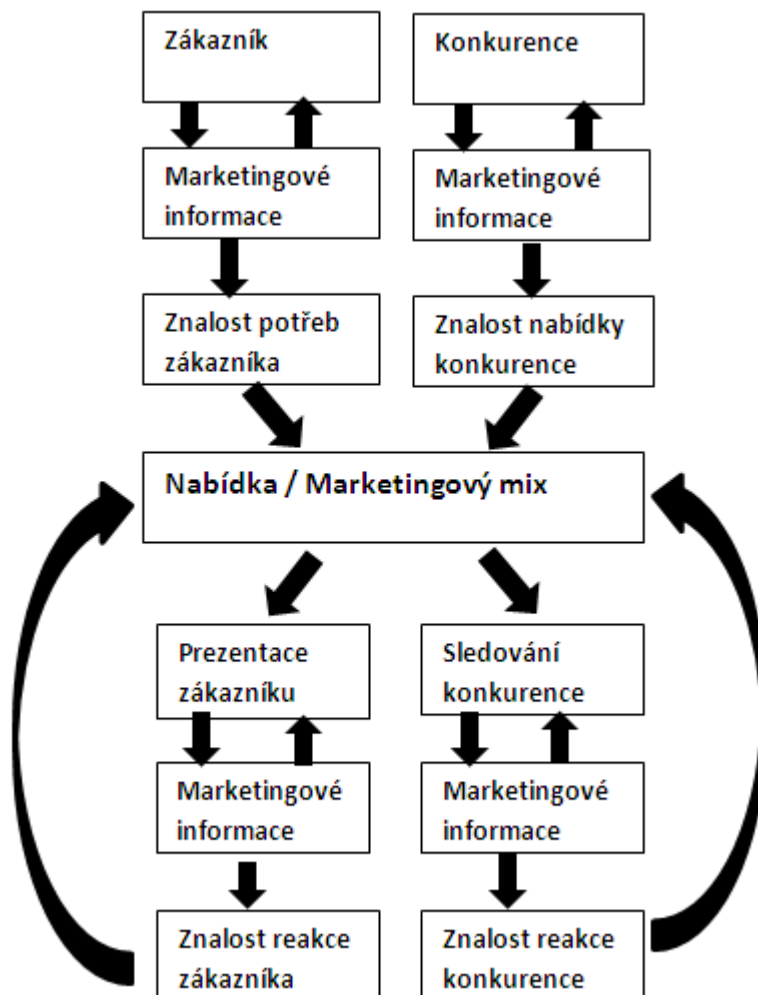 Zákazník
Konkurence
Marketingové
informace
Marketingové
informace
Znalost potřeb
zákazníka
Znalost nabídky
konkurence
Nabídka / Marketingový mix
Prezentace
zákazníku
Sledování
konkurence
Marketingové
informace
Marketingové
informace
Znalost reakce
zákazníka
Znalost reakce
konkurence